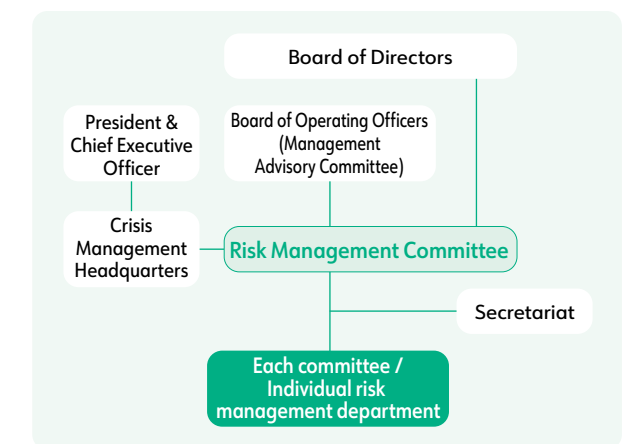 Board of Directors
President &
Chief Executive
Officer
Board of Operating Officers
(Management
Advisory Committee)
Crisis
Management
Headquarters
Risk Management Committee
Secretariat
Each committee /
Individual risk
management department